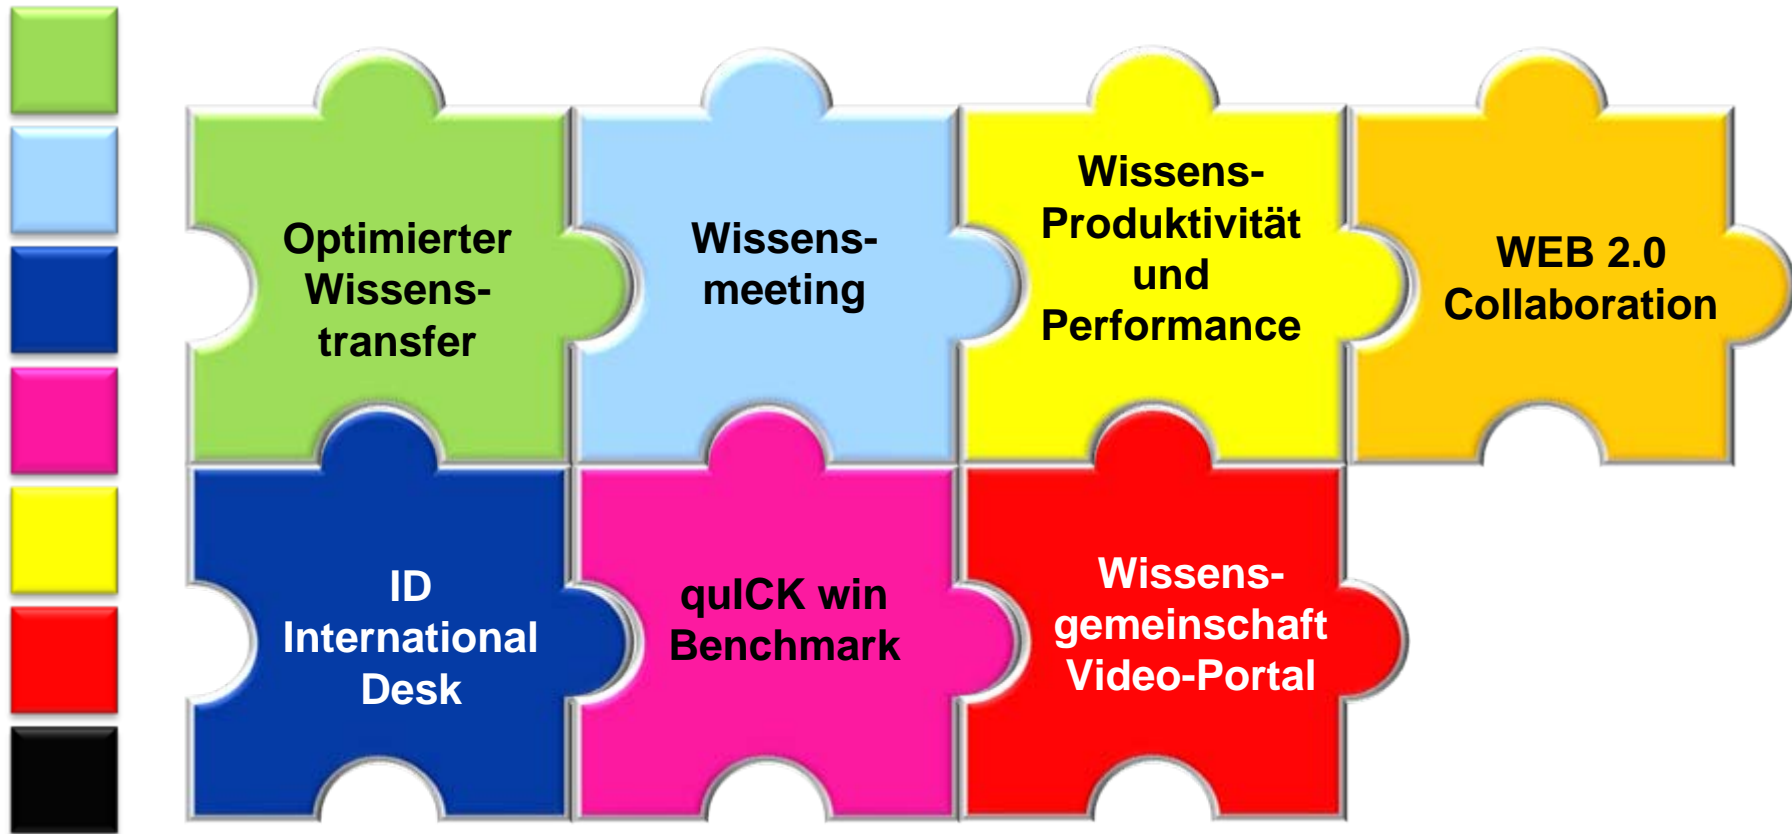 Optimierter
Wissens-
transfer
Wissens-
meeting
Wissens-
Produktivität
und
Performance
WEB 2.0
Collaboration
ID
International
Desk
quICK win
Benchmark
Wissens-
gemeinschaft
Video-Portal